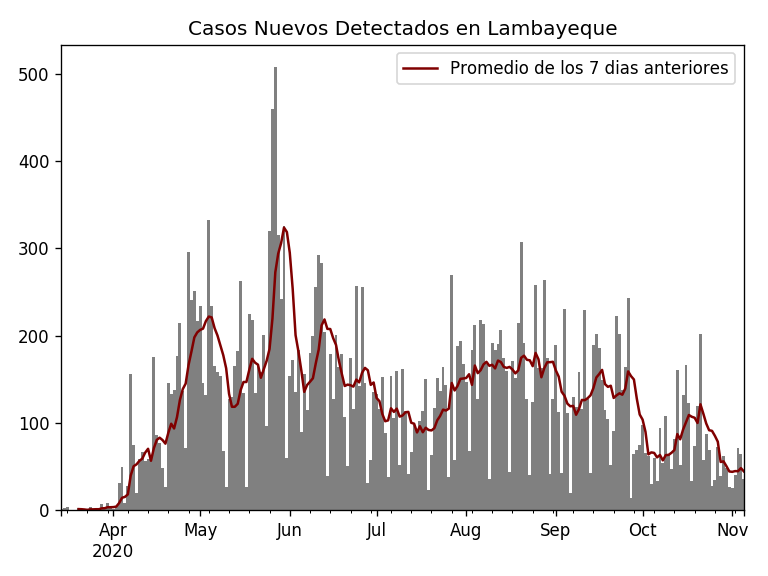 Casos Nuevos Detectados en Lambayeque
Promedio de los 7 dias anteriores
500
400
300
200
100
0
Apr May Jun Jul Aug Sep Oct Nov
2020